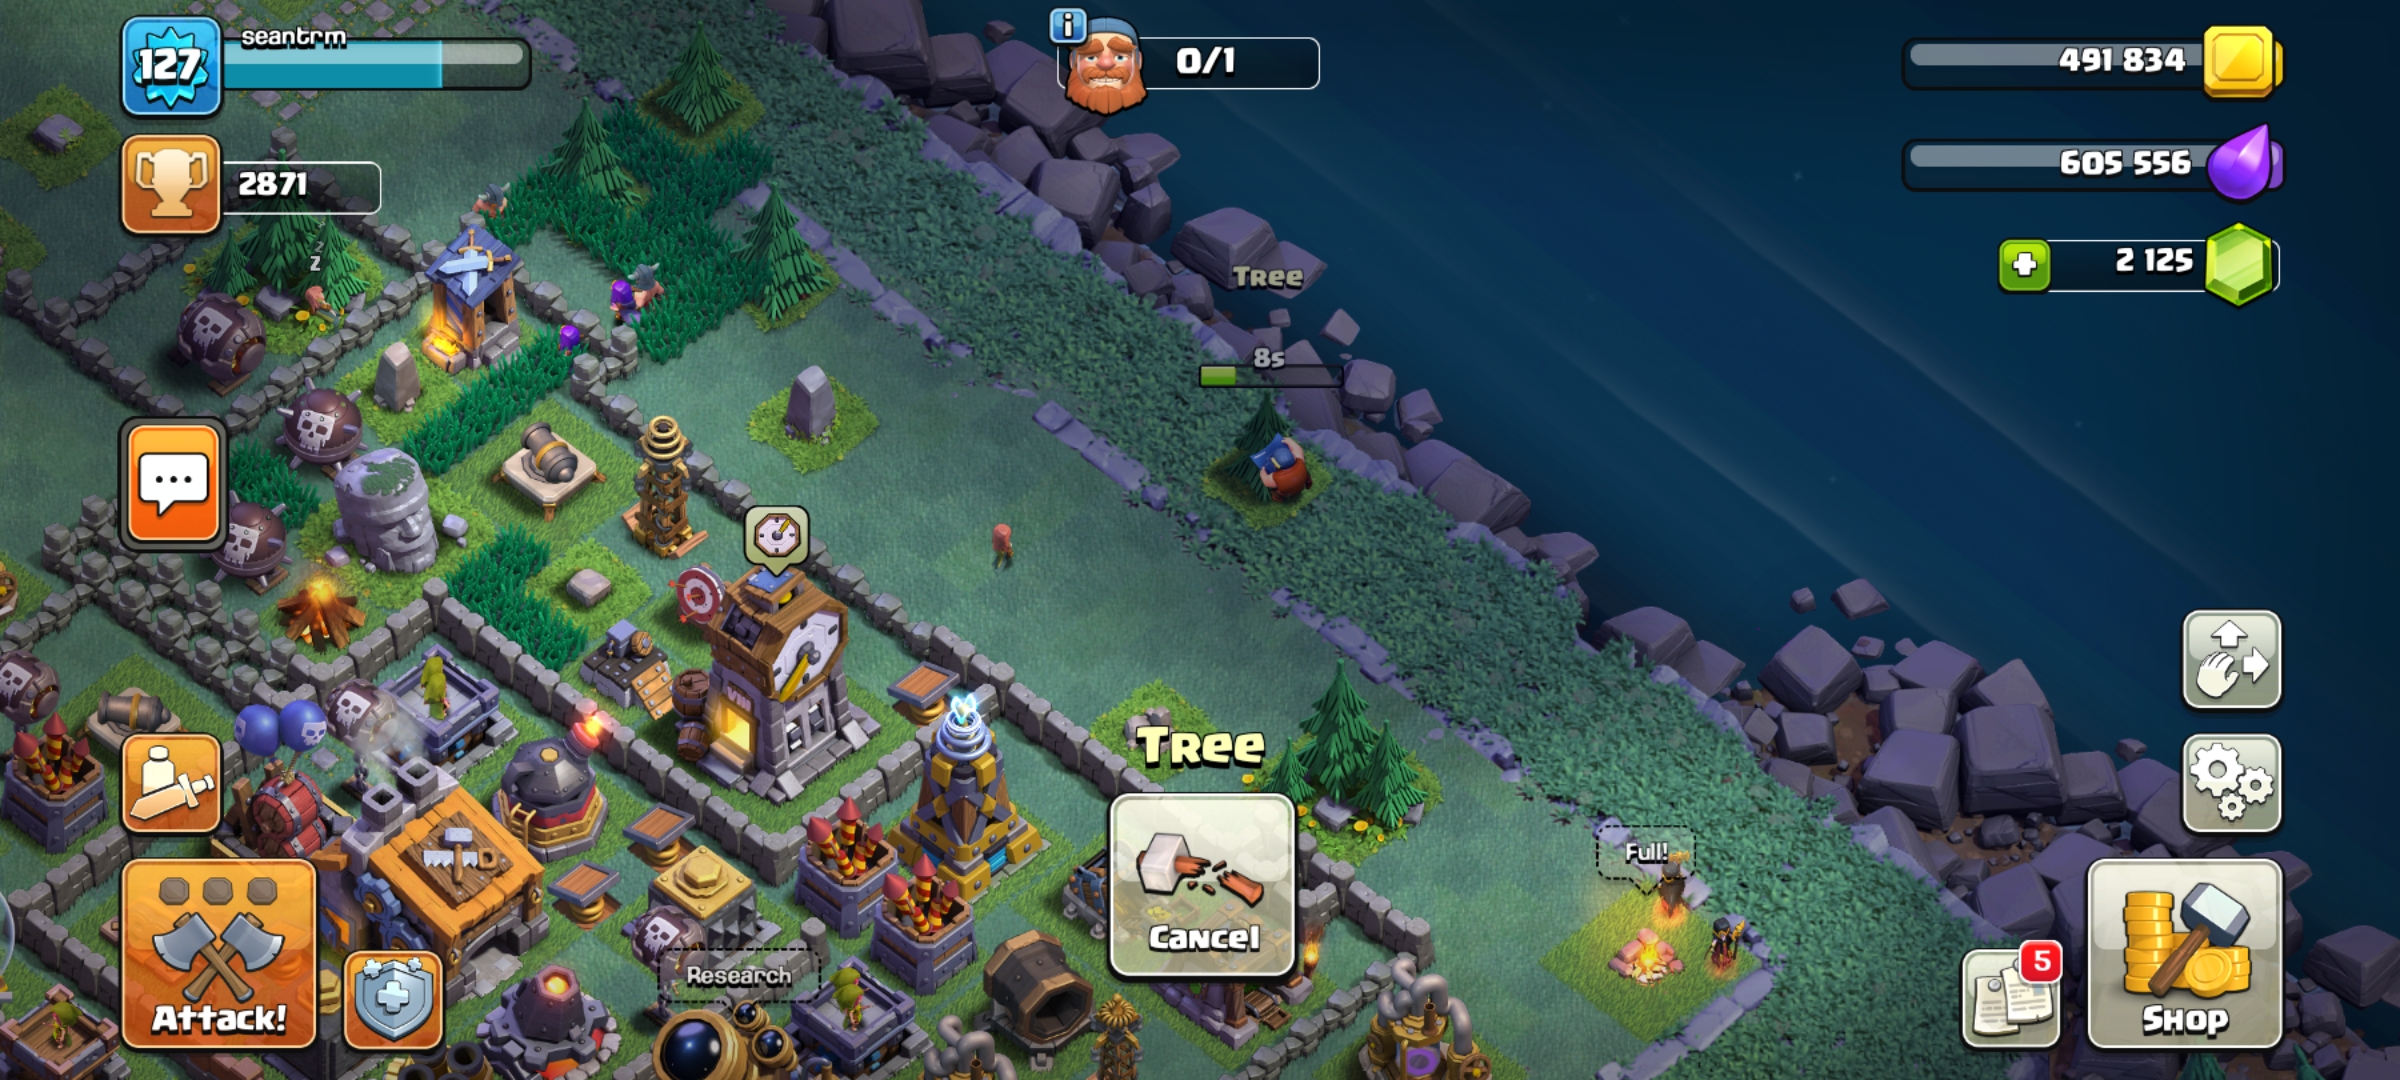 127
seantrm
0/1
491 834
2871
605 556
2 125
z
z
Tree
8s
Tree
Cancel
Full!
Research
Attack!
5
Shop